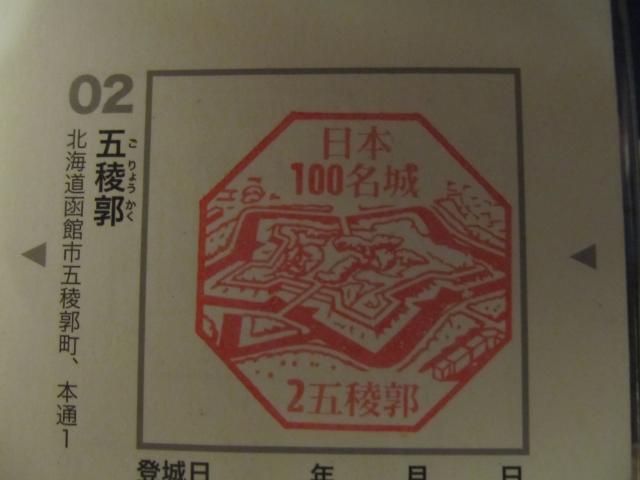 02
五稜郭
ごりょうかく
北海道函館市五稜郭町、本通1
日本
100名城
2五稜郭
登城日 年 月 日